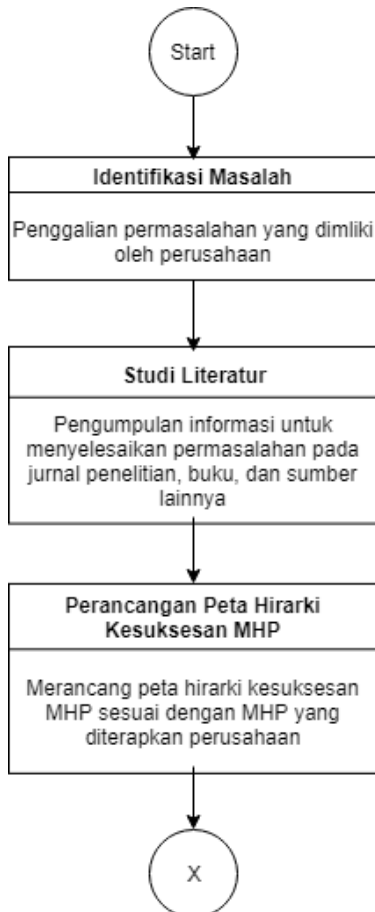 Start
Identifikasi Masalah
Penggalian permasalahan yang dimliki
oleh perusahaan
Studi Literatur
Pengumpulan informasi untuk
menyelesaikan permasalahan pada
jurnal penelitian, buku, dan sumber
lainnya
Perancangan Peta Hirarki
Kesuksesan MHP
Merancang peta hirarki kesuksesan
MHP sesuai dengan MHP yang
diterapkan perusahaan
X